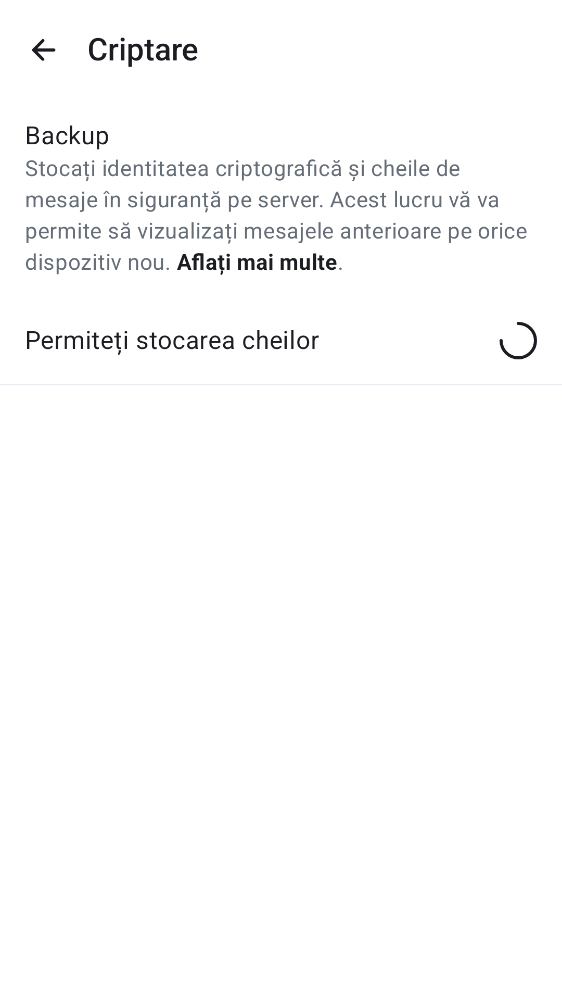 Criptare
Backup
Stocați identitatea criptografică și cheile de
mesaje în siguranță pe server. Acest lucru vă va
permite să vizualizați mesajele anterioare pe orice
dispozitiv nou. Aflați mai multe.
Permiteți stocarea cheilor